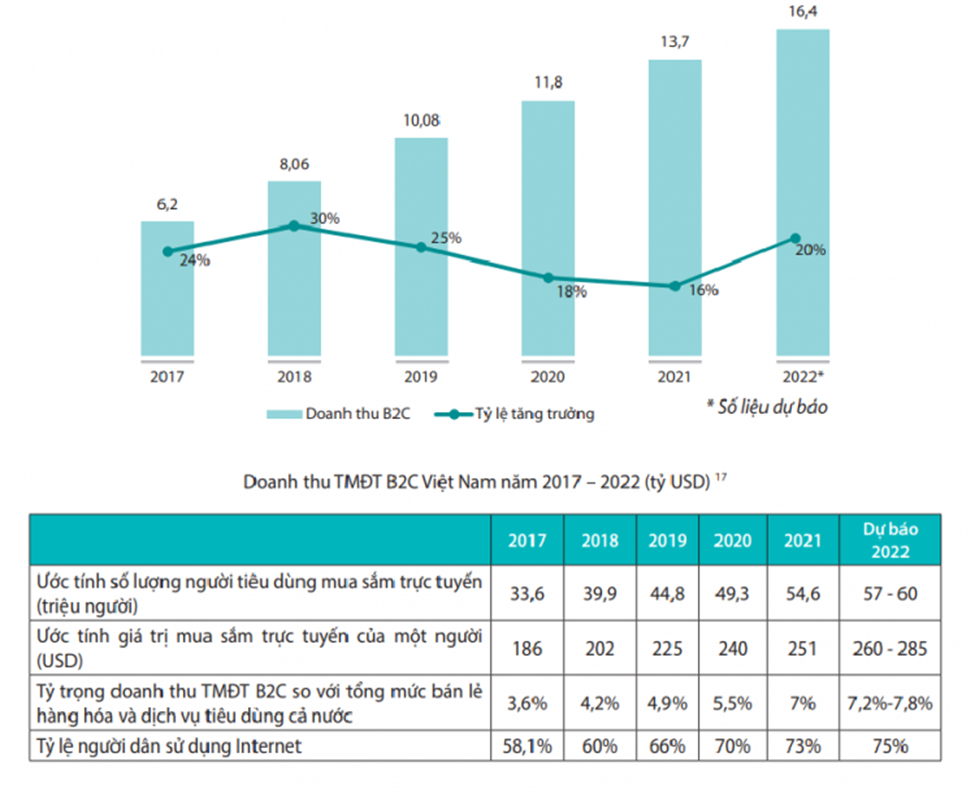 16,4
13,7
11,8
10,08
8,06
6,2
30%
25%
24%
20%
18%
16%
2017 2018 2019 2020 2021 2022*
Doanh thu B2C Tỷ lệ tăng trưởng
* Số liệu dự báo
Doanh thu TMĐT B2C Việt Nam năm 2017 – 2022 (tỷ USD) 17
2017 2018 2019 2020 2021 Dự báo
2022
Ước tính số lượng người tiêu dùng mua sắm trực tuyến
(triệu người)
33,6 39,9 44,8 49,3 54,6 57 - 60
Ước tính giá trị mua sắm trực tuyến của một người
(USD)
186 202 225 240 251 260 - 285
Tỷ trọng doanh thu TMĐT B2C so với tổng mức bán lẻ
hàng hóa và dịch vụ tiêu dùng cả nước
3,6% 4,2% 4,9% 5,5% 7% 7,2%-7,8%
Tỷ lệ người dân sử dụng Internet 58,1% 60% 66% 70% 73% 75%